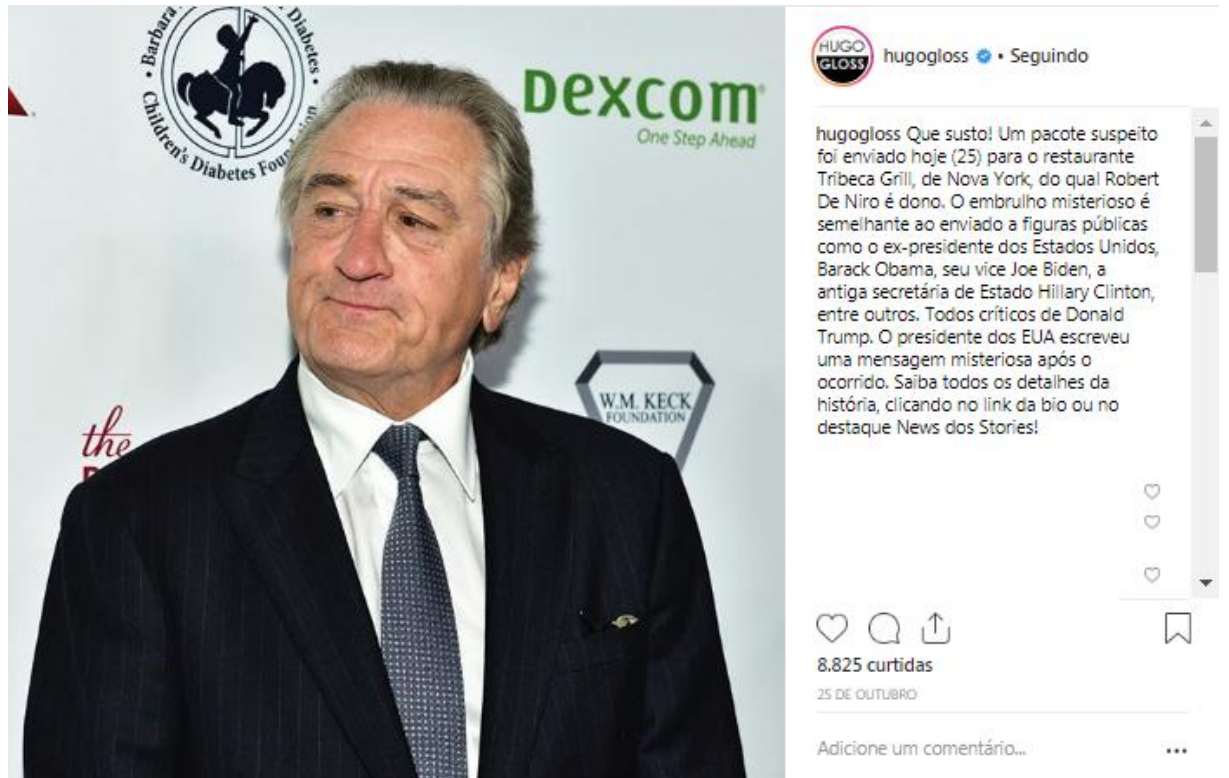 Barbara Diabetes
Children's Diabetes Foundation
Dexcom
One Step Ahead
the
W.M. KECK
FOUNDATION
HUGO
GLOSS
hugogloss • Seguindo
hugogloss Que susto! Um pacote suspeito
foi enviado hoje (25) para o restaurante
Tribeca Grill, de Nova York, do qual Robert
De Niro é dono. O embrulho misterioso é
semelhante ao enviado a figuras públicas
como o ex-presidente dos Estados Unidos,
Barack Obama, seu vice Joe Biden, a
antiga secretária de Estado Hillary Clinton,
entre outros. Todos críticos de Donald
Trump. O presidente dos EUA escreveu
uma mensagem misteriosa após o
ocorrido. Saiba todos os detalhes da
história, clicando no link da bio ou no
destaque News dos Stories!
8.825 curtidas
25 DE OUTUBRO
Adicione um comentário...